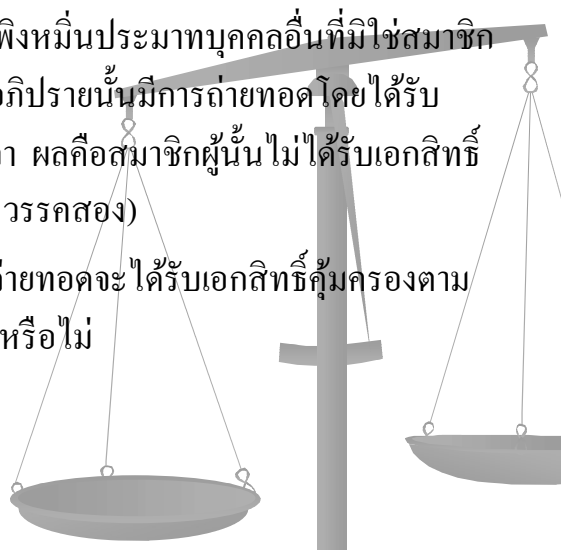 พิงหมิ่นประมาทบุคคลอื่นที่มิใช่สมาชิก
อภิปรายนั้นมีการถ่ายทอดโดยได้รับ
ผลคือสมาชิกผู้นั้นไม่ได้รับเอกสิทธิ์
วรรคสอง)
ถ่ายทอดจะได้รับเอกสิทธิ์คุ้มครองตาม
หรือไม่